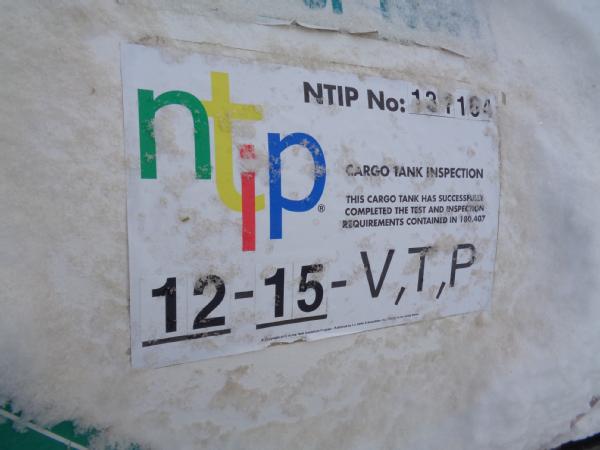 ntip®
NTIP No: 131184
CARGO TANK INSPECTION
THIS CARGO TANK HAS SUCCESSFULLY
COMPLETED THE TEST AND INSPECTION
REQUIREMENTS CONTAINED IN 180.407
12-15-V,T,P